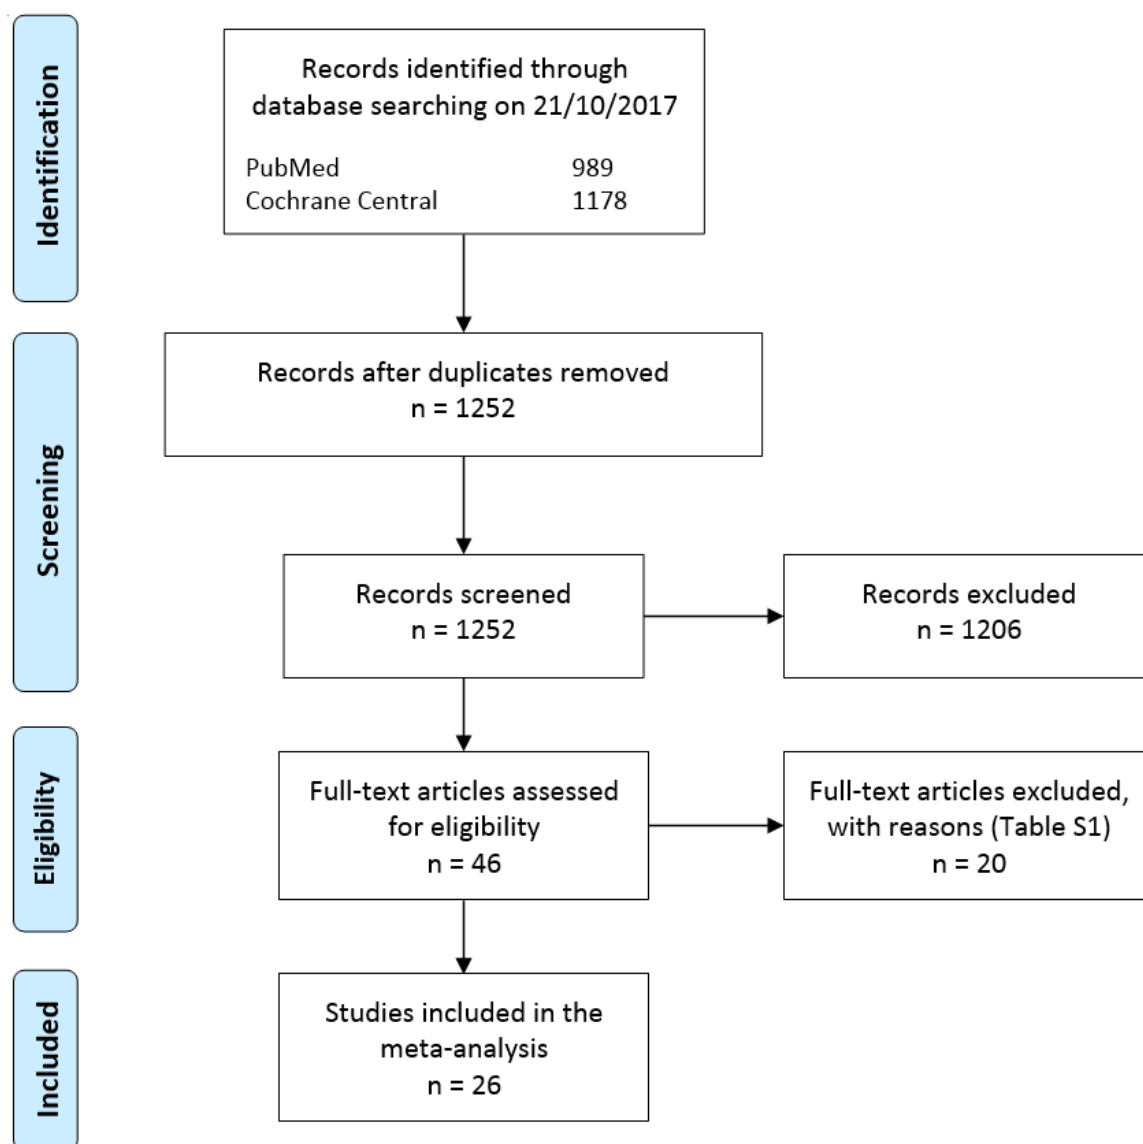 Identification
Records identified through
database searching on 21/10/2017
PubMed 989
Cochrane Central 1178
Screening
Records after duplicates removed
n = 1252
Records screened
n = 1252
Records excluded
n = 1206
Eligibility
Full-text articles assessed
for eligibility
n = 46
Full-text articles excluded,
with reasons (Table S1)
n = 20
Included
Studies included in the
meta-analysis
n = 26